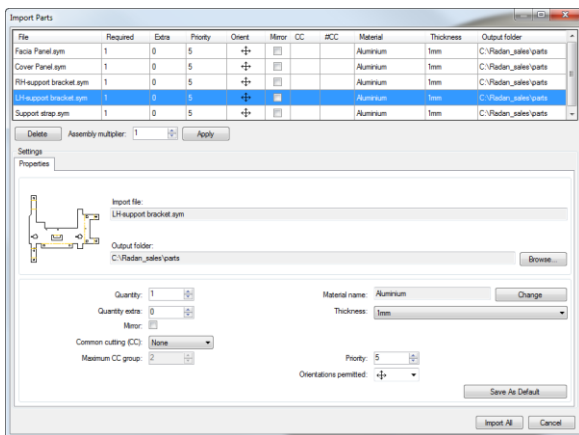 Import Parts
File Required Extra Priority Orient Mirror CC #CC Material Thickness Output folder
Facia Panel.sym 1 0 5 Aluminium 1mm C:\Radan_sales\parts
Cover Panel.sym 1 0 5 Aluminium 1mm C:\Radan_sales\parts
RH-support bracket.sym 1 0 5 Aluminium 1mm C:\Radan_sales\parts
LH-support bracket.sym 1 0 5 Aluminium 1mm C:\Radan_sales\parts
Support strap.sym 1 0 5 Aluminium 1mm C:\Radan_sales\parts
Delete Assembly multiplier: 1 Apply
Settings
Properties
Import file:
LH-support bracket.sym
Output folder:
C:\Radan_sales\parts Browse...
Quantity: 1 Material name: Aluminium Change
Quantity extra: 0 Thickness: 1mm
Mirror:
Common cutting (CC): None
Maximum CC group: 2 Priority: 5
Orientations permitted:
Save As Default
Import All Cancel